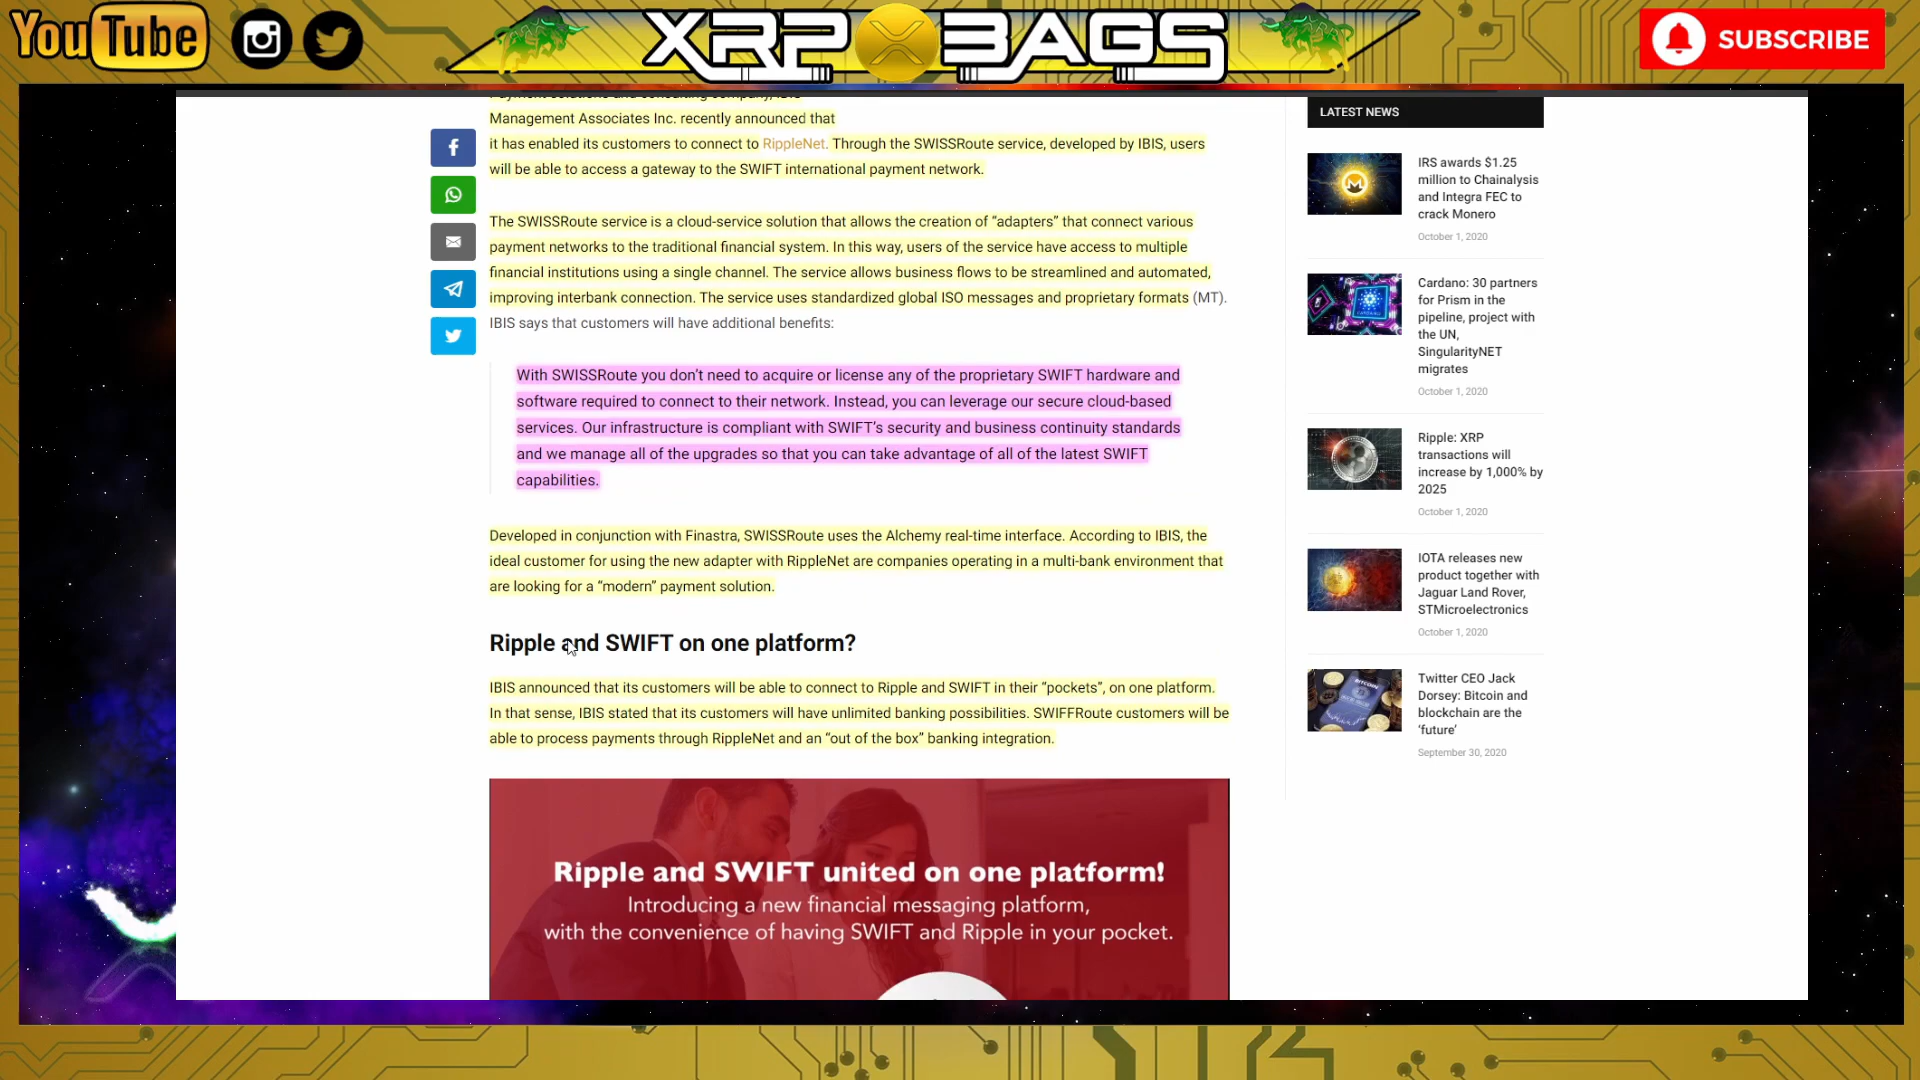 YouTube
XRP BAGS
SUBSCRIBE
Payment solutions and consulting company, IBIS
Management Associates Inc. recently announced that
it has enabled its customers to connect to RippleNet. Through the SWISSRoute service, developed by IBIS, users
will be able to access a gateway to the SWIFT international payment network.
The SWISSRoute service is a cloud-service solution that allows the creation of “adapters” that connect various
payment networks to the traditional financial system. In this way, users of the service have access to multiple
financial institutions using a single channel. The service allows business flows to be streamlined and automated,
improving interbank connection. The service uses standardized global ISO messages and proprietary formats (MT).
IBIS says that customers will have additional benefits:
With SWISSRoute you don’t need to acquire or license any of the proprietary SWIFT hardware and
software required to connect to their network. Instead, you can leverage our secure cloud-based
services. Our infrastructure is compliant with SWIFT’s security and business continuity standards
and we manage all of the upgrades so that you can take advantage of all of the latest SWIFT
capabilities.
Developed in conjunction with Finastra, SWISSRoute uses the Alchemy real-time interface. According to IBIS, the
ideal customer for using the new adapter with RippleNet are companies operating in a multi-bank environment that
are looking for a “modern” payment solution.
Ripple and SWIFT on one platform?
IBIS announced that its customers will be able to connect to Ripple and SWIFT in their “pockets”, on one platform.
In that sense, IBIS stated that its customers will have unlimited banking possibilities. SWIFFRoute customers will be
able to process payments through RippleNet and an “out of the box” banking integration.
Ripple and SWIFT united on one platform!
Introducing a new financial messaging platform,
with the convenience of having SWIFT and Ripple in your pocket.
LATEST NEWS
IRS awards $1.25
million to Chainalysis
and Integra FEC to
crack Monero
October 1, 2020
Cardano: 30 partners
for Prism in the
pipeline, project with
the UN,
SingularityNET
migrates
October 1, 2020
Ripple: XRP
transactions will
increase by 1,000% by
2025
October 1, 2020
IOTA releases new
product together with
Jaguar Land Rover,
STMicroelectronics
October 1, 2020
Twitter CEO Jack
Dorsey: Bitcoin and
blockchain are the
‘future’
September 30, 2020